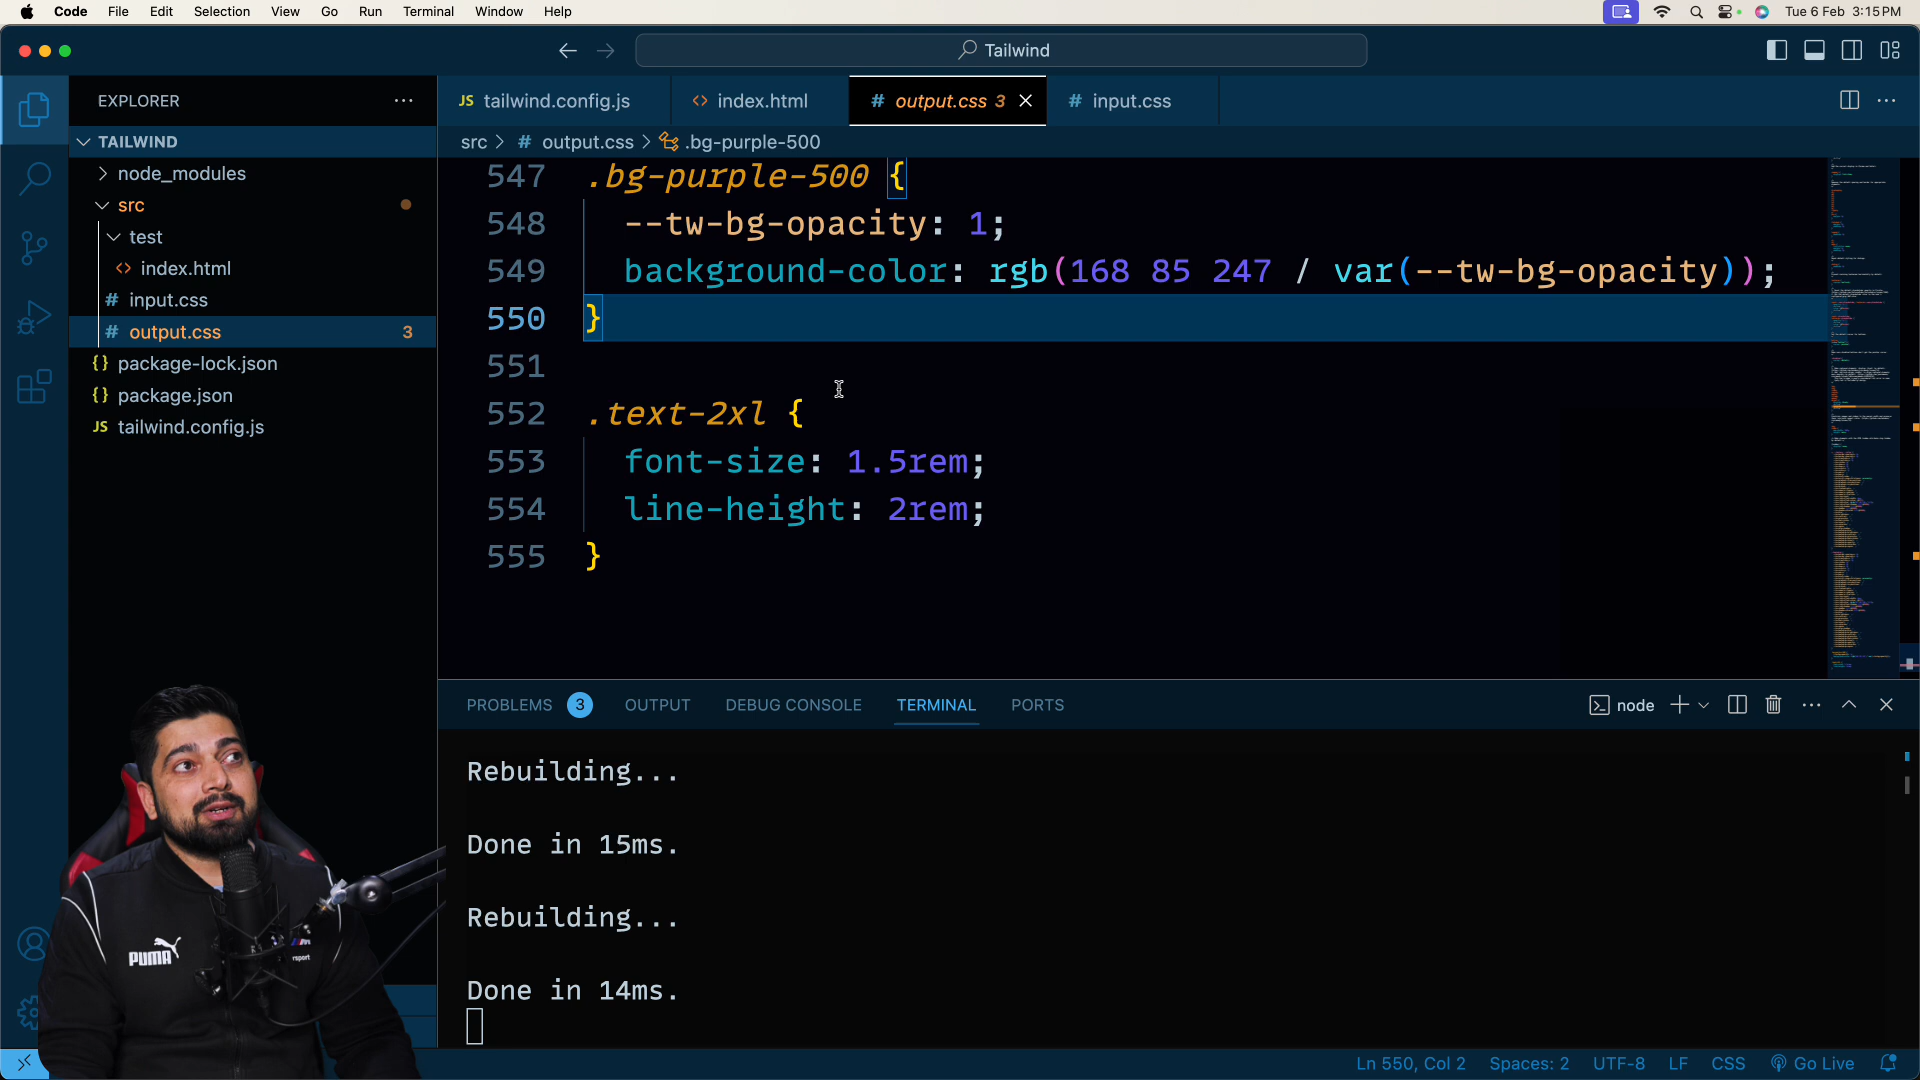 Code File Edit Selection View Go Run Terminal Window Help
Tue 6 Feb 3:15 PM
Tailwind
EXPLORER
TAILWIND
node_modules
src
test
<> index.html
# input.css
# output.css 3
{} package-lock.json
{} package.json
JS tailwind.config.js
JS tailwind.config.js
<> index.html
# output.css 3
# input.css
src > # output.css > .bg-purple-500
547 .bg-purple-500 {
548 --tw-bg-opacity: 1;
549 background-color: rgb(168 85 247 / var(--tw-bg-opacity));
550 }
551
552 .text-2xl {
553 font-size: 1.5rem;
554 line-height: 2rem;
555 }
PROBLEMS 3 OUTPUT DEBUG CONSOLE TERMINAL PORTS
node
Rebuilding...
Done in 15ms.
Rebuilding...
Done in 14ms.
PUMA
Ln 550, Col 2 Spaces: 2 UTF-8 LF CSS Go Live